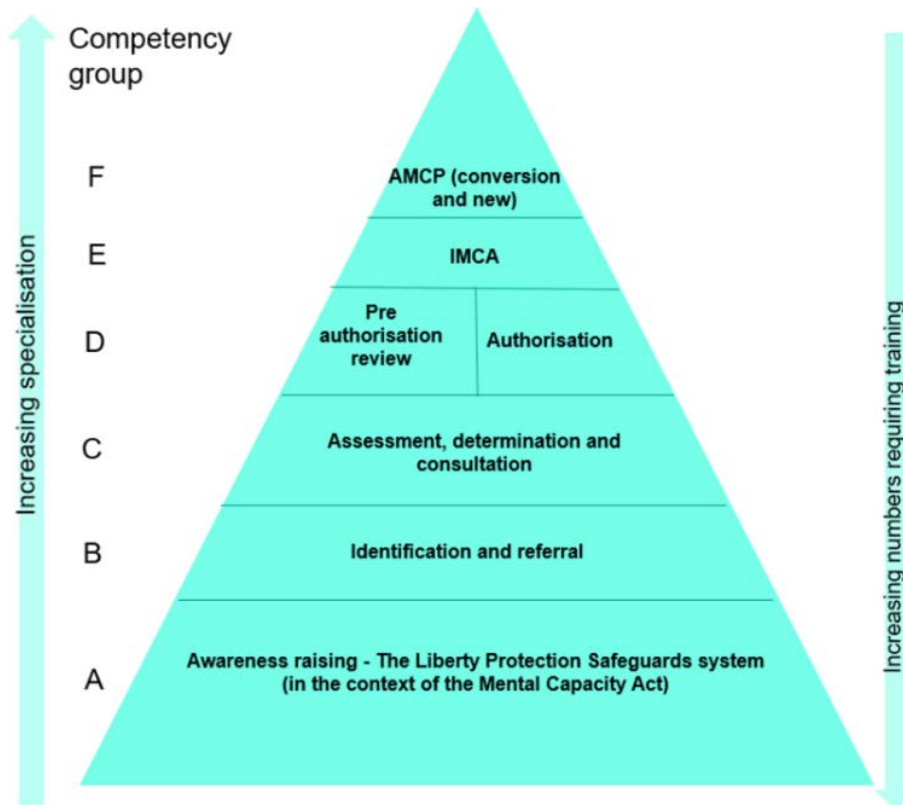 Competency
group
F
AMCP (conversion
and new)
E
IMCA
D
Pre
authorisation
review
Authorisation
C
Assessment, determination and
consultation
B
Identification and referral
A
Awareness raising - The Liberty Protection Safeguards system
(in the context of the Mental Capacity Act)
Increasing specialisation
Increasing numbers requiring training